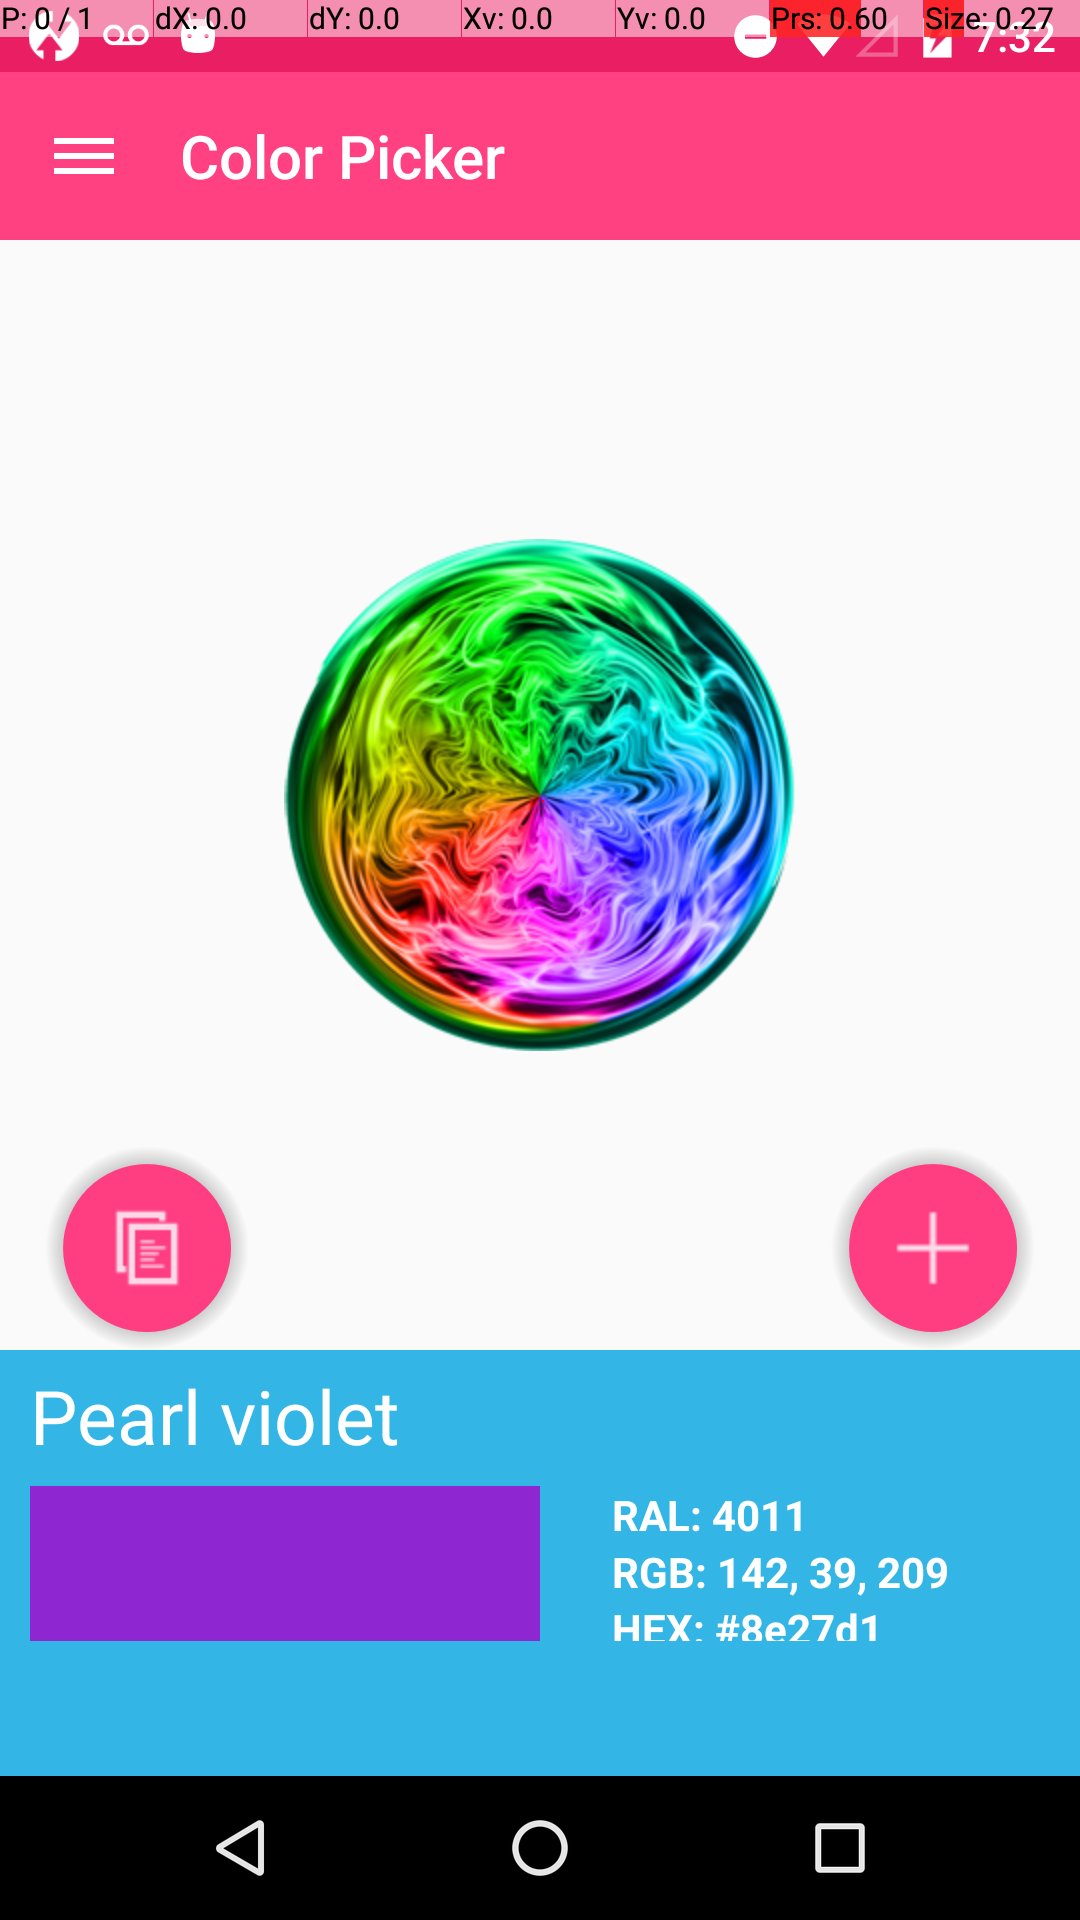 P: 0 / 1 dX: 0.0 dY: 0.0 Xv: 0.0 Yv: 0.0 Prs: 0.60 Size: 0.27
7:32
Color Picker
Pearl violet
RAL: 4011
RGB: 142, 39, 209
HEX: #8e27d1